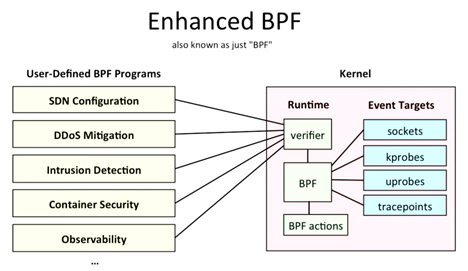 Enhanced BPF
also known as just "BPF"
User-Defined BPF Programs
SDN Configuration
DDoS Mitigation
Intrusion Detection
Container Security
Observability
...
Kernel
Runtime
verifier
BPF
BPF actions
Event Targets
sockets
kprobes
uprobes
tracepoints